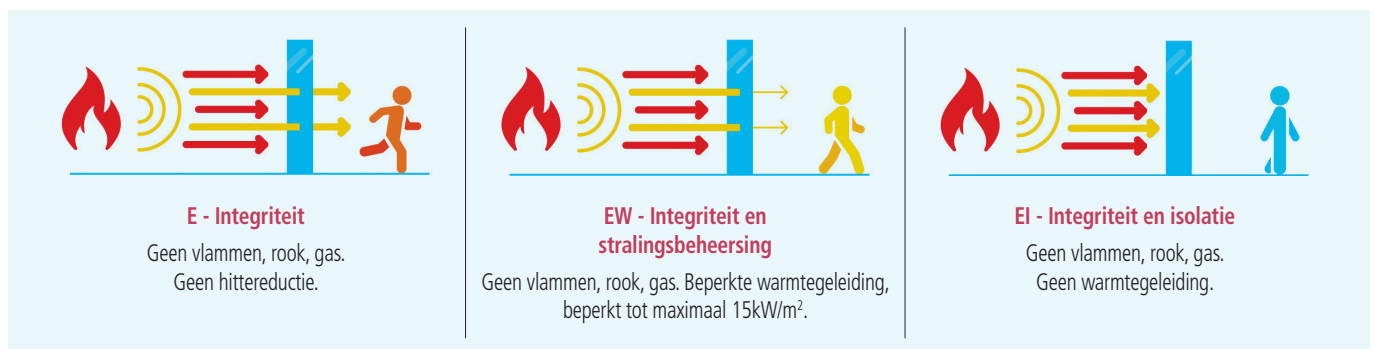 E - Integriteit
Geen vlammen, rook, gas.
Geen hittereductie.
EW - Integriteit en
stralingsbeheersing
Geen vlammen, rook, gas. Beperkte warmtegeleiding,
beperkt tot maximaal 15kW/m².
EI - Integriteit en isolatie
Geen vlammen, rook, gas.
Geen warmtegeleiding.